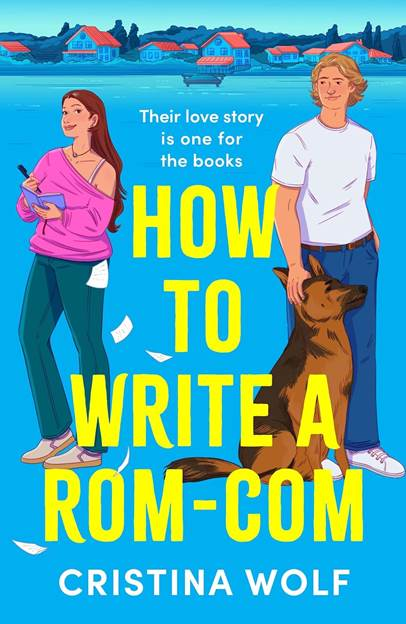 Their love story
is one for
the books
HOW
TO
WRITE A
ROM-COM
CRISTINA WOLF